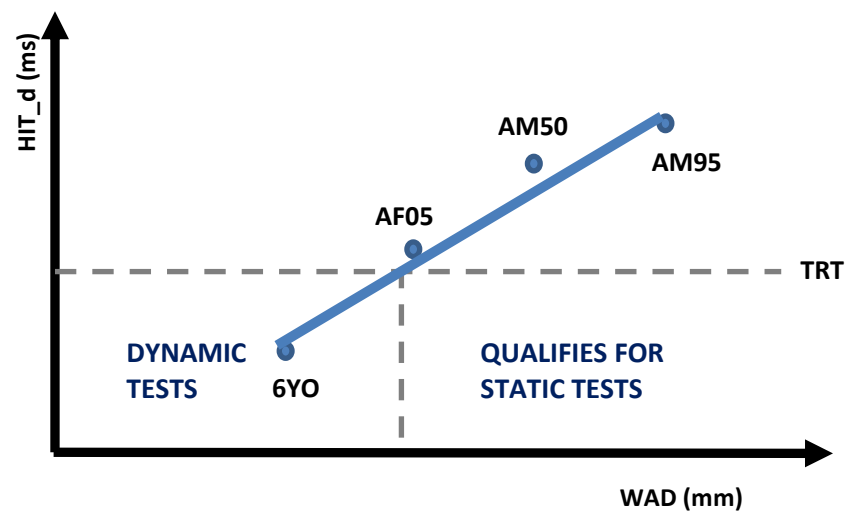 HIT_d (ms)
AM50
AM95
AF05
TRT
DYNAMIC
TESTS
QUALIFIES FOR
STATIC TESTS
6YO
WAD (mm)